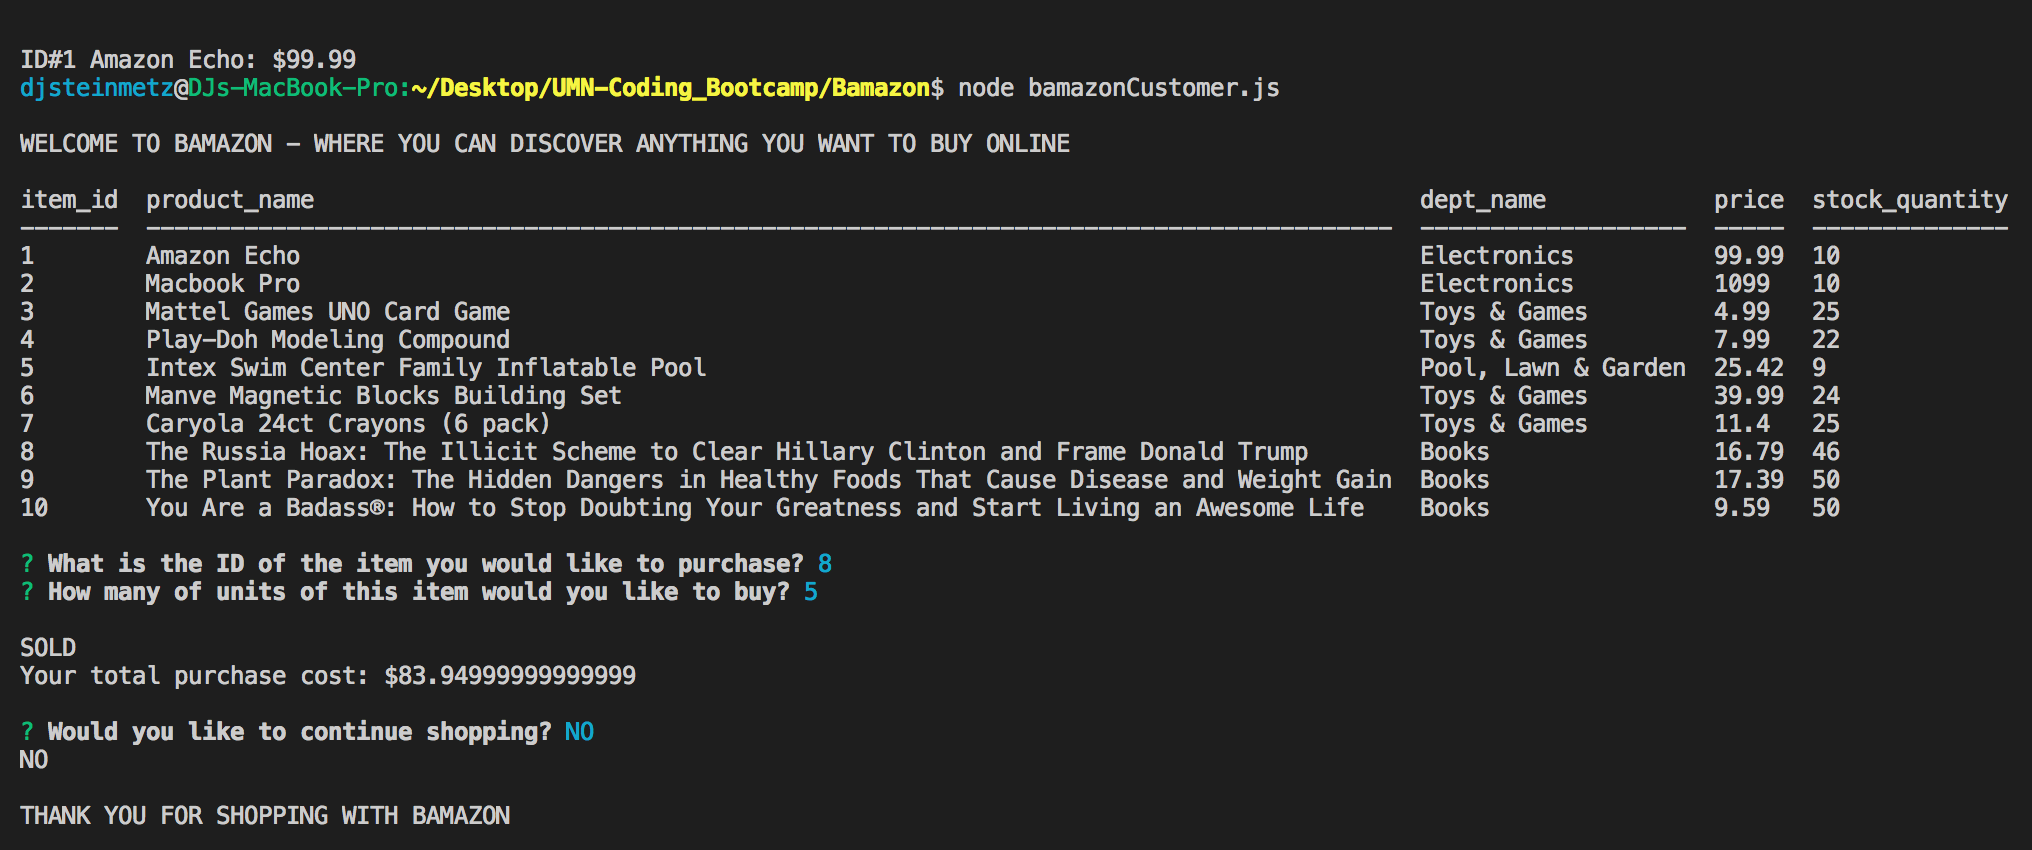 ID#1 Amazon Echo: $99.99
djsteinmetz@DJs-MacBook-Pro:~/Desktop/UMN-Coding_Bootcamp/Bamazon$ node bamazonCustomer.js
WELCOME TO BAMAZON - WHERE YOU CAN DISCOVER ANYTHING YOU WANT TO BUY ONLINE
item_id  product_name                                                                               dept_name            price  stock_quantity
-------  -----------------------------------------------------------------------------------------  -------------------  -----  --------------
1        Amazon Echo                                                                                Electronics          99.99  10
2        Macbook Pro                                                                                Electronics          1099   10
3        Mattel Games UNO Card Game                                                                 Toys & Games         4.99   25
4        Play-Doh Modeling Compound                                                                 Toys & Games         7.99   22
5        Intex Swim Center Family Inflatable Pool                                                   Pool, Lawn & Garden  25.42  9
6        Manve Magnetic Blocks Building Set                                                         Toys & Games         39.99  24
7        Caryola 24ct Crayons (6 pack)                                                              Toys & Games         11.4   25
8        The Russia Hoax: The Illicit Scheme to Clear Hillary Clinton and Frame Donald Trump        Books                16.79  46
9        The Plant Paradox: The Hidden Dangers in Healthy Foods That Cause Disease and Weight Gain  Books                17.39  50
10       You Are a Badass®: How to Stop Doubting Your Greatness and Start Living an Awesome Life    Books                9.59   50
? What is the ID of the item you would like to purchase? 8
? How many of units of this item would you like to buy? 5
SOLD
Your total purchase cost: $83.94999999999999
? Would you like to continue shopping? NO
NO
THANK YOU FOR SHOPPING WITH BAMAZON